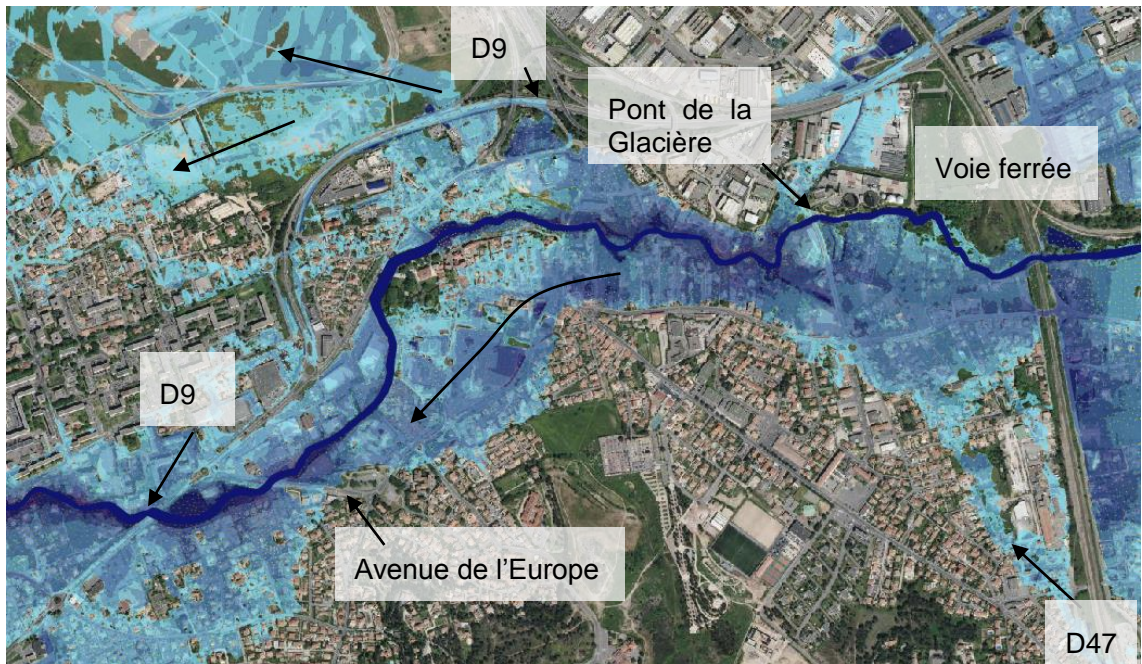 D9
Pont de la
Glacière
Voie ferrée
D9
Avenue de l'Europe
D47